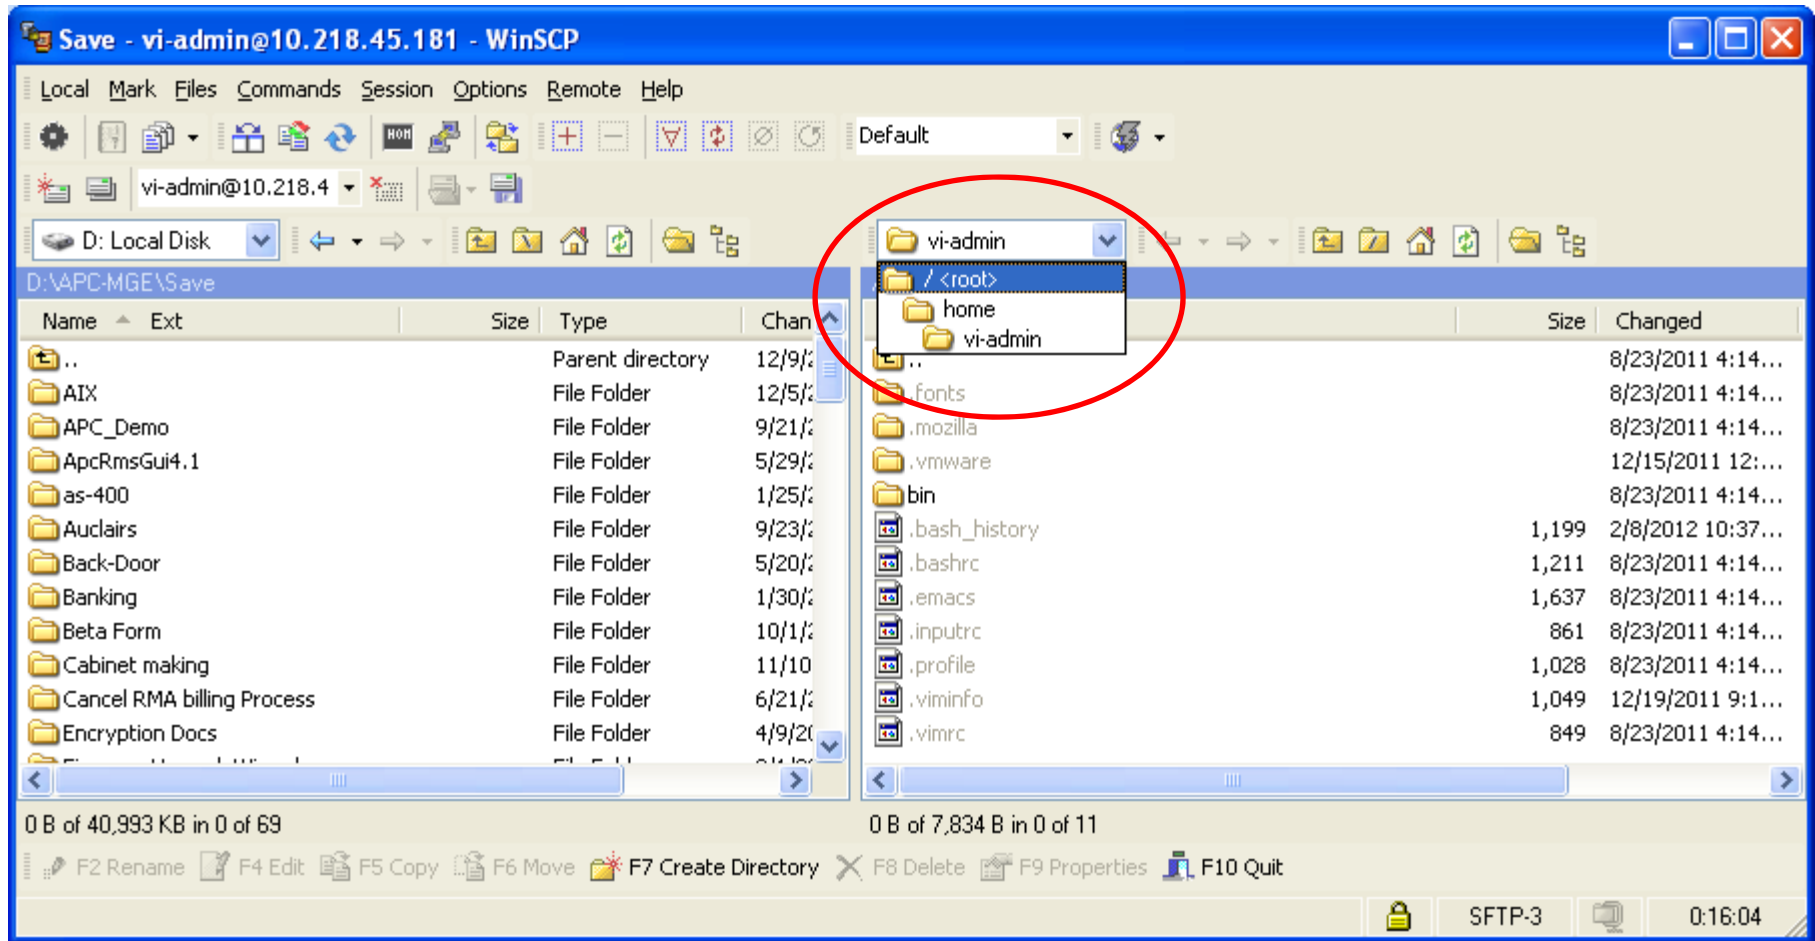 Save - vi-admin@10.218.45.181 - WinSCP
Local Mark Files Commands Session Options Remote Help
Default
vi-admin@10.218.4
D: Local Disk
vi-admin
D:\APC-MGE\Save
/ <root>
home
vi-admin
Name Ext Size Type Chan
Size Changed
.. Parent directory 12/9/2
AIX File Folder 12/5/2
APC_Demo File Folder 9/21/2
ApcRmsGui4.1 File Folder 5/29/2
as-400 File Folder 1/25/2
Auclairs File Folder 9/23/2
Back-Door File Folder 5/20/2
Banking File Folder 1/30/2
Beta Form File Folder 10/1/2
Cabinet making File Folder 11/10
Cancel RMA billing Process File Folder 6/21/2
Encryption Docs File Folder 4/9/20
.. 8/23/2011 4:14...
.fonts 8/23/2011 4:14...
.mozilla 8/23/2011 4:14...
.vmware 12/15/2011 12:...
bin 8/23/2011 4:14...
.bash_history 1,199 2/8/2012 10:37...
.bashrc 1,211 8/23/2011 4:14...
.emacs 1,637 8/23/2011 4:14...
.inputrc 861 8/23/2011 4:14...
.profile 1,028 8/23/2011 4:14...
.viminfo 1,049 12/19/2011 9:1...
.vimrc 849 8/23/2011 4:14...
0 B of 40,993 KB in 0 of 69
0 B of 7,834 B in 0 of 11
F2 Rename F4 Edit F5 Copy F6 Move F7 Create Directory F8 Delete F9 Properties F10 Quit
SFTP-3 0:16:04